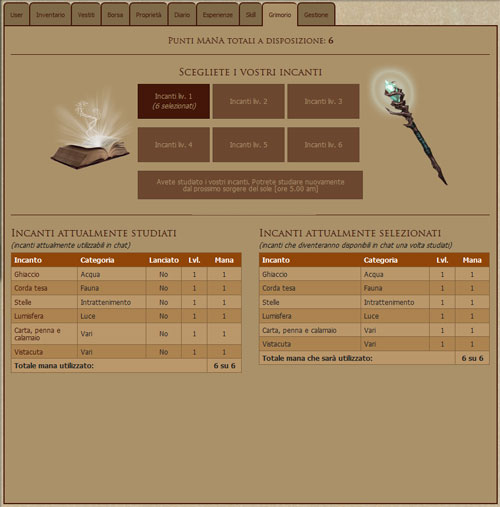 User Inventario Vestiti Borsa Proprietà Diario Esperienze Skill Grimorio Gestione
Punti MANA totali a disposizione: 6
Scegliete i vostri incanti
Incanti liv. 1
(6 selezionati)
Incanti liv. 2
Incanti liv. 3
Incanti liv. 4
Incanti liv. 5
Incanti liv. 6
Avete studiato i vostri incanti. Potrete studiare nuovamente
dal prossimo sorgere del sole [ore 5.00 am]
Incanti attualmente studiati
(incanti attualmente utilizzabili in chat)
Incanto Categoria Lanciato Lvl. Mana
Ghiaccio Acqua No 1 1
Corda tesa Fauna No 1 1
Stelle Intrattenimento No 1 1
Lumisfera Luce No 1 1
Carta, penna e
calamaio Vari No 1 1
Vistacuta Vari No 1 1
Totale mana utilizzato: 6 su 6
Incanti attualmente selezionati
(incanti che diventeranno disponibili in chat una volta studiati)
Incanto Categoria Lvl. Mana
Ghiaccio Acqua 1 1
Corda tesa Fauna 1 1
Stelle Intrattenimento 1 1
Lumisfera Luce 1 1
Carta, penna e calamaio Vari 1 1
Vistacuta Vari 1 1
Totale mana che sarà utilizzato: 6 su 6